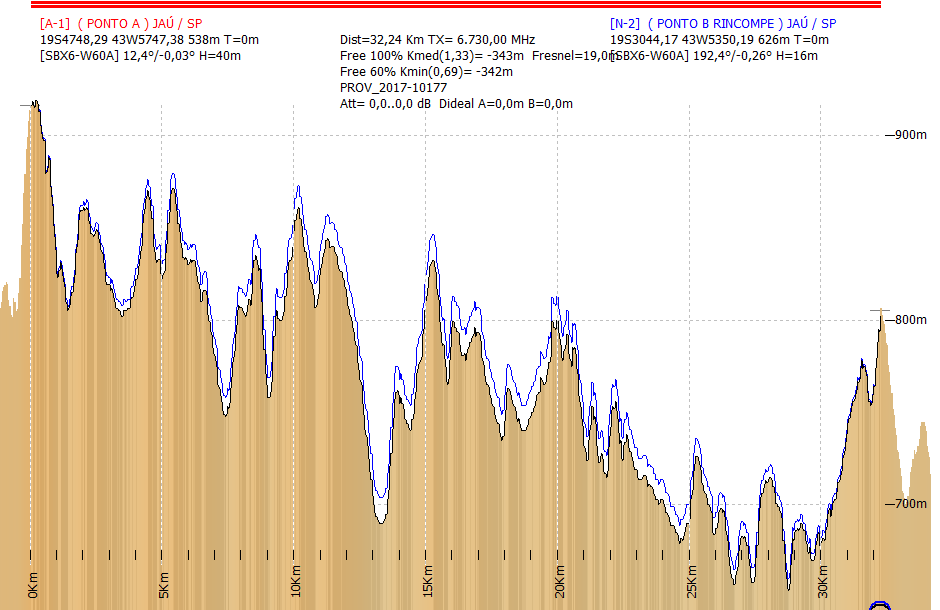 [A-1]  ( PONTO A ) JAÚ / SP
19S4748,29 43W5747,38 538m T=0m
[SBX6-W60A] 12,4°/-0,03° H=40m
Dist=32,24 Km TX= 6.730,00 MHz
Free 100% Kmed(1,33)= -343m  Fresnel=19,0m
Free 60% Kmin(0,69)= -342m
PROV_2017-10177
Att= 0,0..0,0 dB  Dideal A=0,0m B=0,0m
[N-2]  ( PONTO B RINCOMPE ) JAÚ / SP
19S3044,17 43W5350,19 626m T=0m
[SBX6-W60A] 192,4°/-0,26° H=16m
900m
800m
700m
0Km
5Km
10Km
15Km
20Km
25Km
30Km